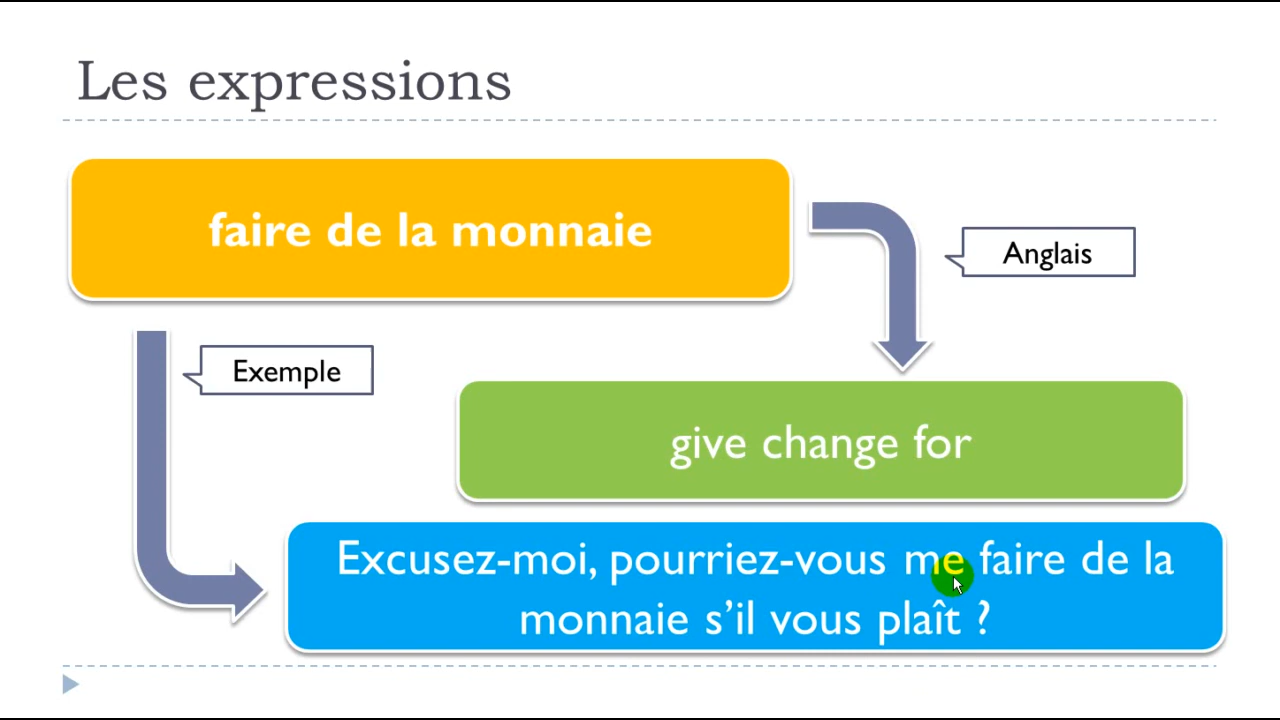 Les expressions
faire de la monnaie
Anglais
Exemple
give change for
Excusez-moi, pourriez-vous me faire de la
monnaie s’il vous plaît ?